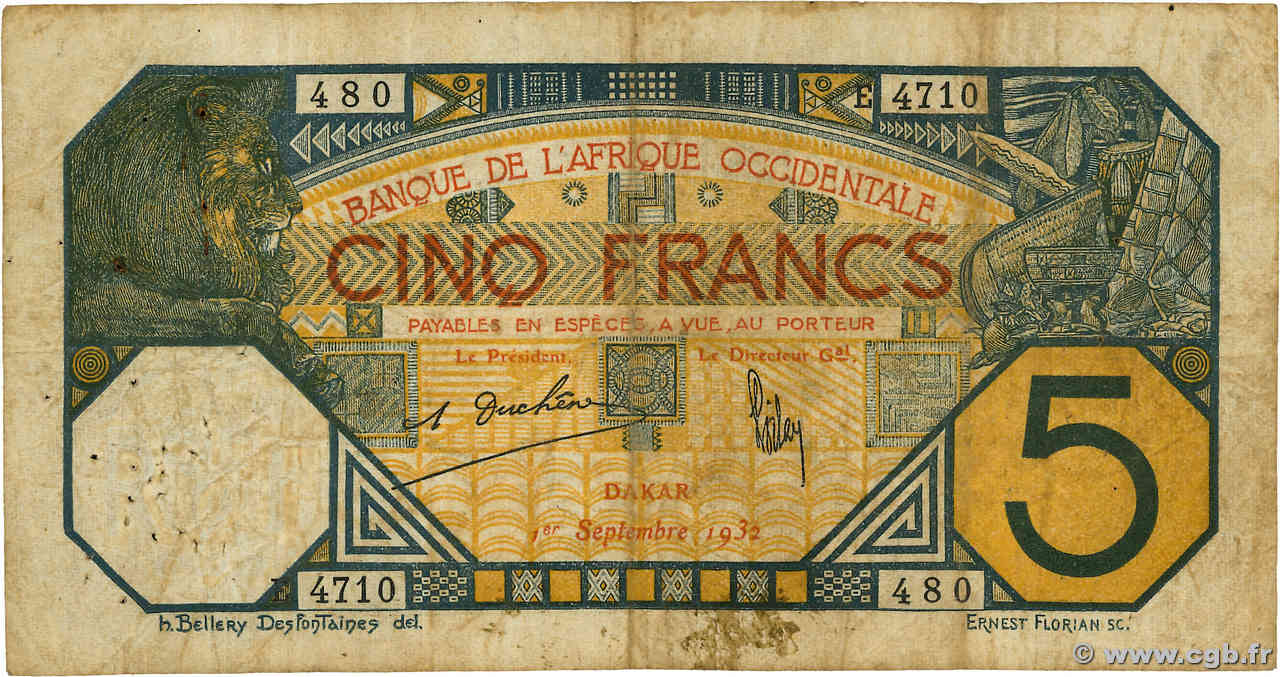 480 E 4710
BANQUE DE L'AFRIQUE OCCIDENTALE
CINQ FRANCS
PAYABLES EN ESPÈCES, A VUE, AU PORTEUR
Le Président, Le Directeur Gal,
A Duchêne
5
DAKAR
1er Septembre 1932
4710 480
h. Bellery Desfontaines del. Ernest Florian sc.
© www.cgb.fr